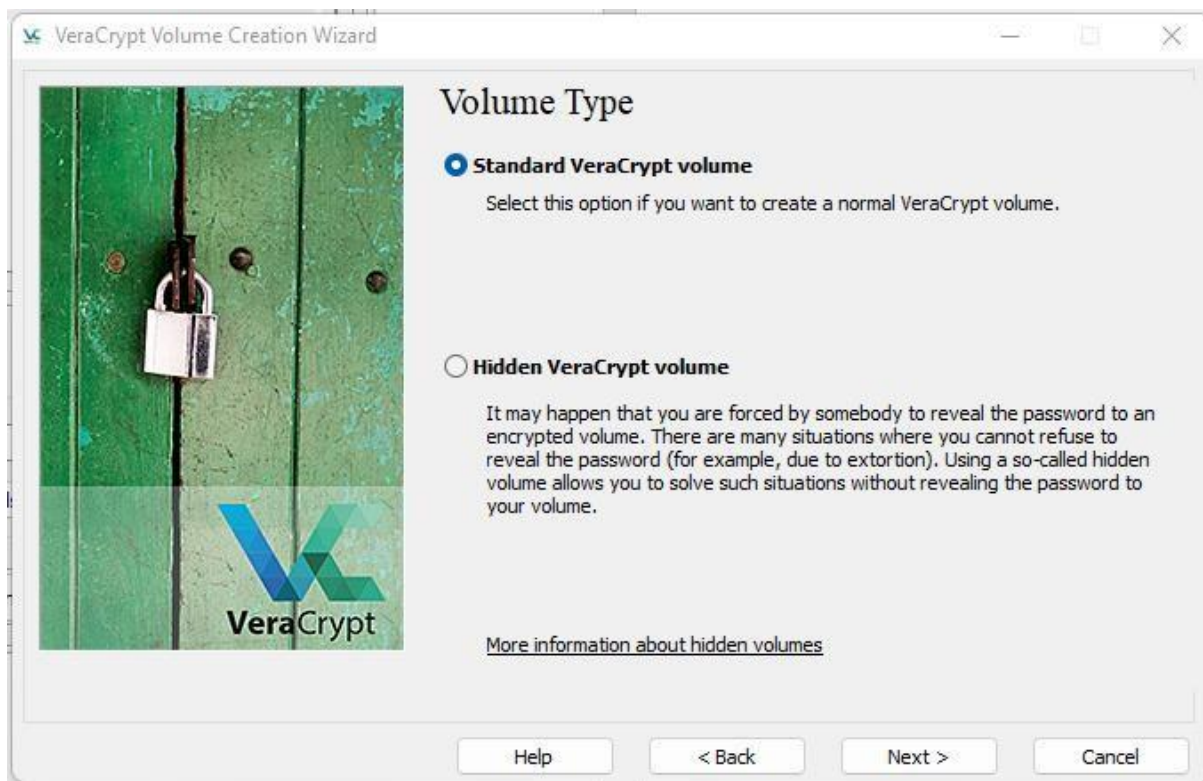 VeraCrypt Volume Creation Wizard
Volume Type
Standard VeraCrypt volume
Select this option if you want to create a normal VeraCrypt volume.
Hidden VeraCrypt volume
It may happen that you are forced by somebody to reveal the password to an
encrypted volume. There are many situations where you cannot refuse to
reveal the password (for example, due to extortion). Using a so-called hidden
volume allows you to solve such situations without revealing the password to
your volume.
VeraCrypt
More information about hidden volumes
Help
< Back
Next >
Cancel